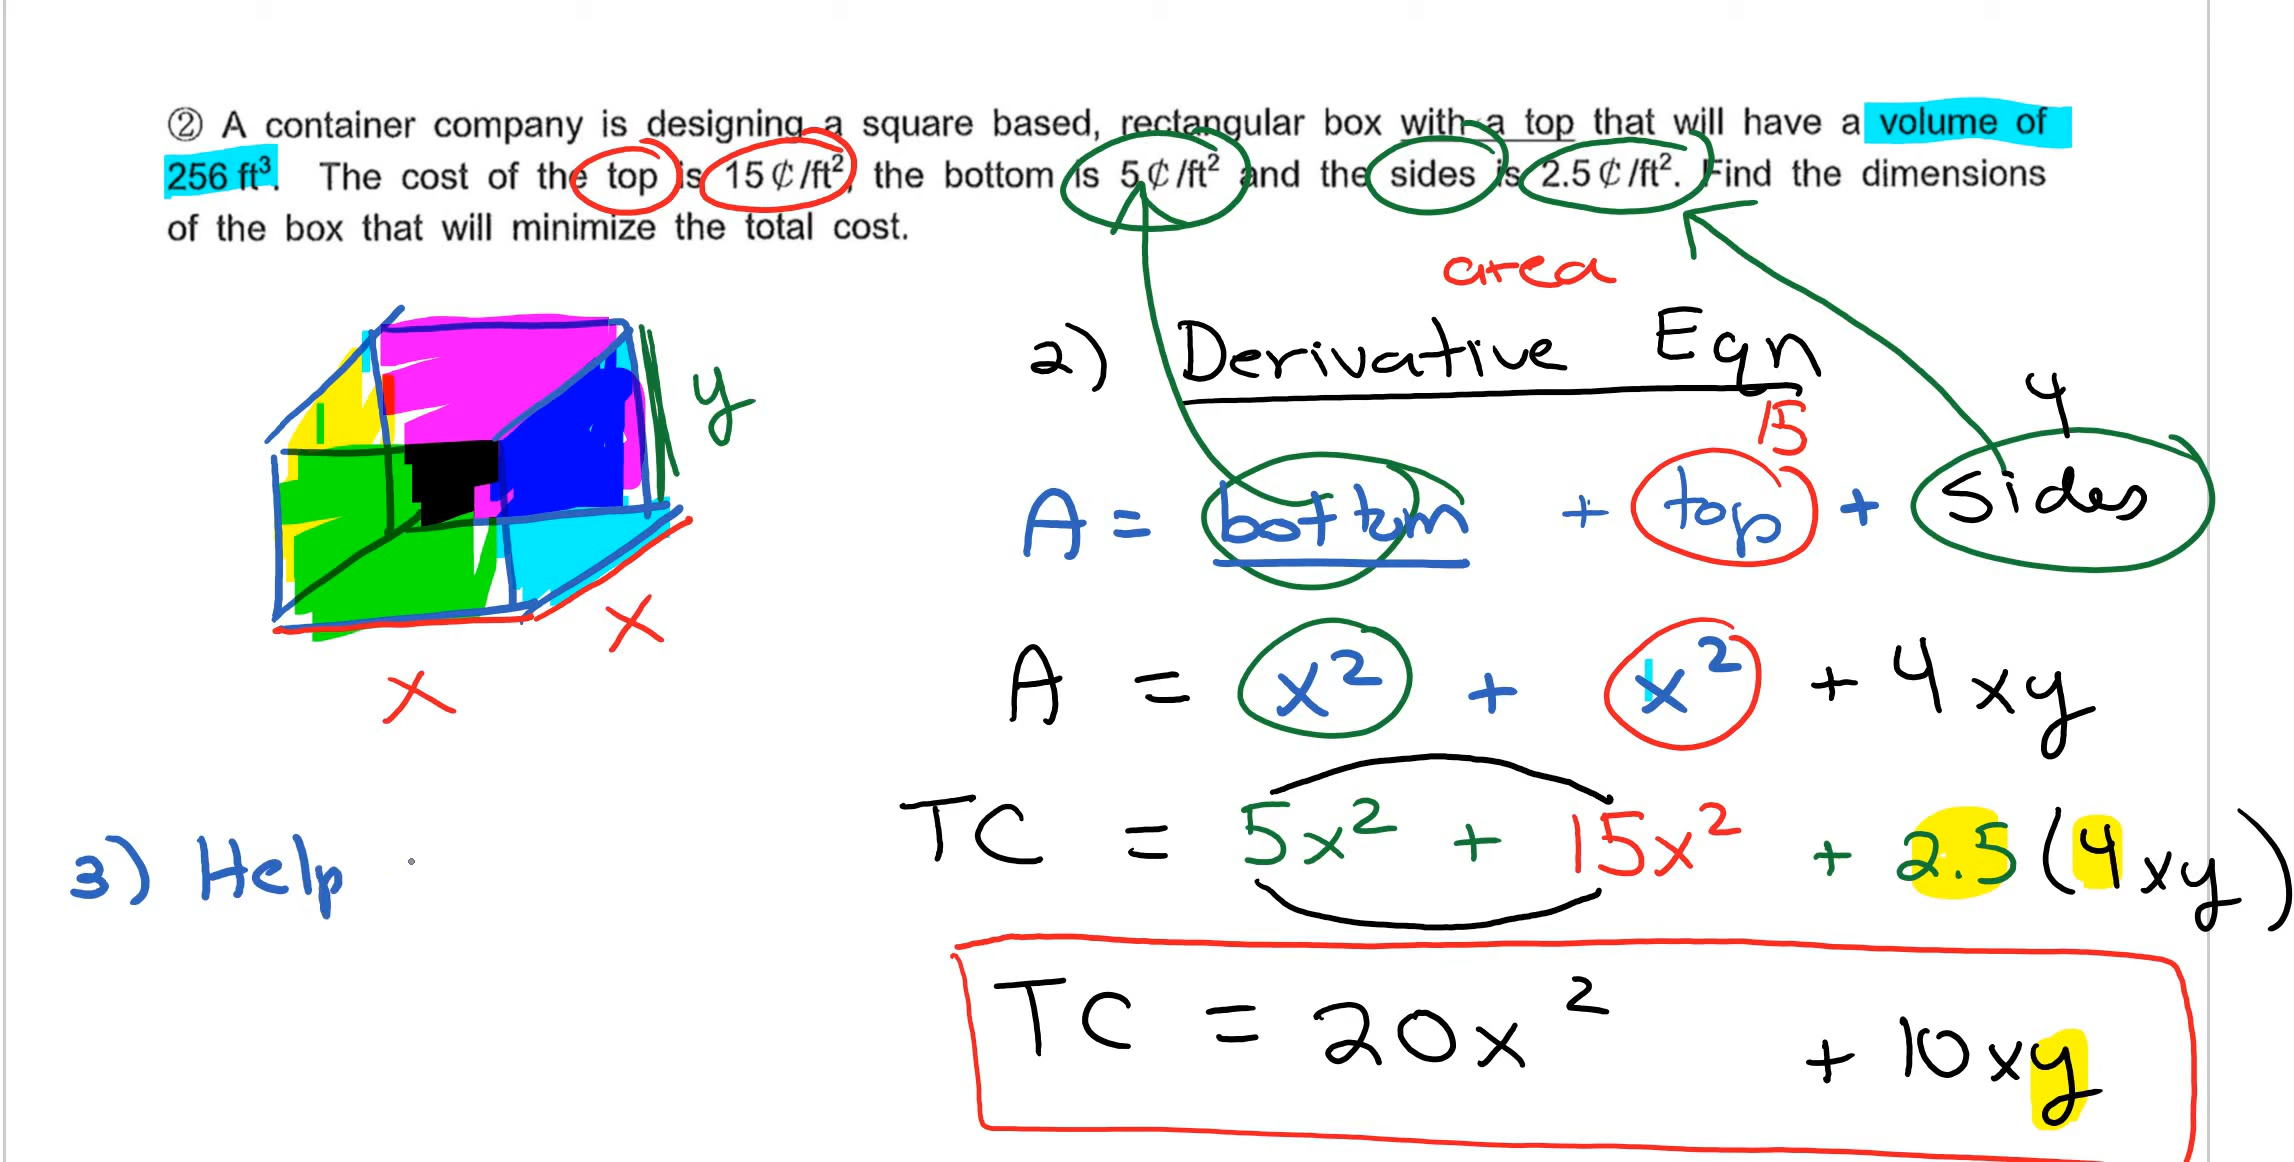 ② A container company is designing a square based, rectangular box with a top that will have a volume of
256 ft³. The cost of the top is 15 ₵/ft², the bottom is 5 ₵/ft² and the sides is 2.5 ₵/ft². Find the dimensions
of the box that will minimize the total cost.
area
2) Derivative Eqn
y
15
4
A = bottom + top + sides
x
x
A = x² + x² + 4xy
TC = 5x² + 15x² + 2.5(4xy)
3) Help
TC = 20x² + 10xy